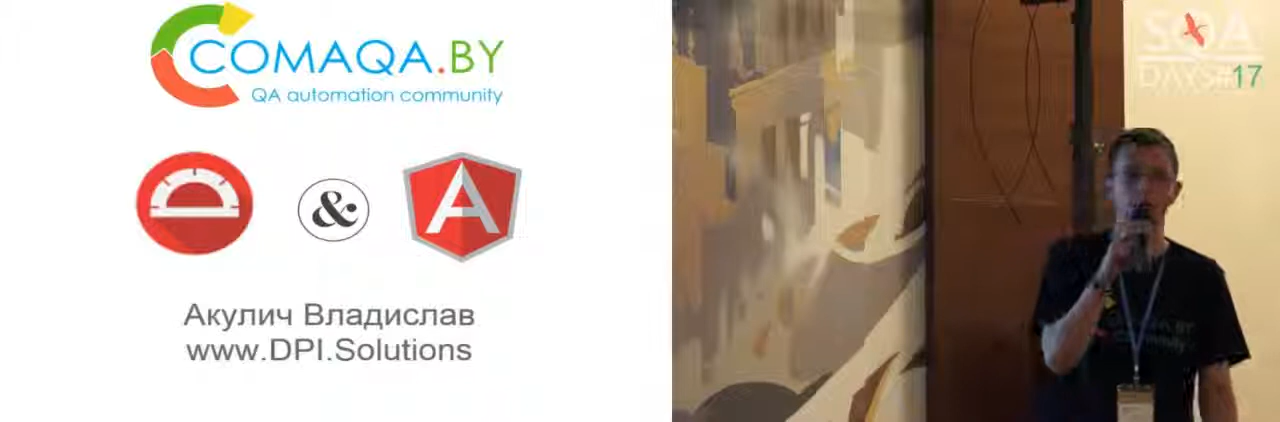 COMAQA.BY
QA automation community
&
A
Акулич Владислав
www.DPI.Solutions
SQA
DAYS#17